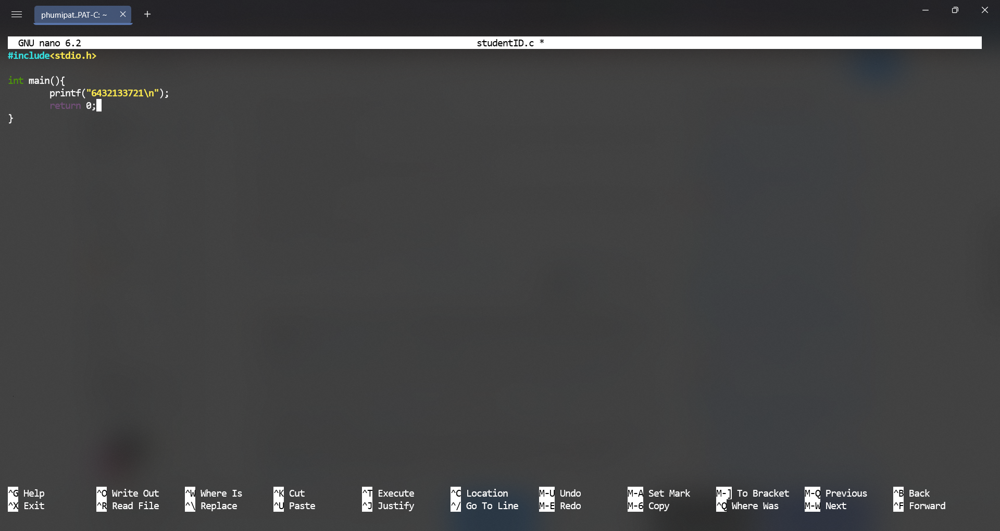 phumipat..PAT-C: ~
GNU nano 6.2 studentID.c *
#include<stdio.h>
int main(){
printf("6432133721\n");
return 0;
}
^G Help ^O Write Out ^W Where Is ^K Cut ^T Execute ^C Location M-U Undo M-A Set Mark M-] To Bracket M-Q Previous ^B Back
^X Exit ^R Read File ^\ Replace ^U Paste ^J Justify ^/ Go To Line M-E Redo M-6 Copy ^Q Where Was M-W Next ^F Forward